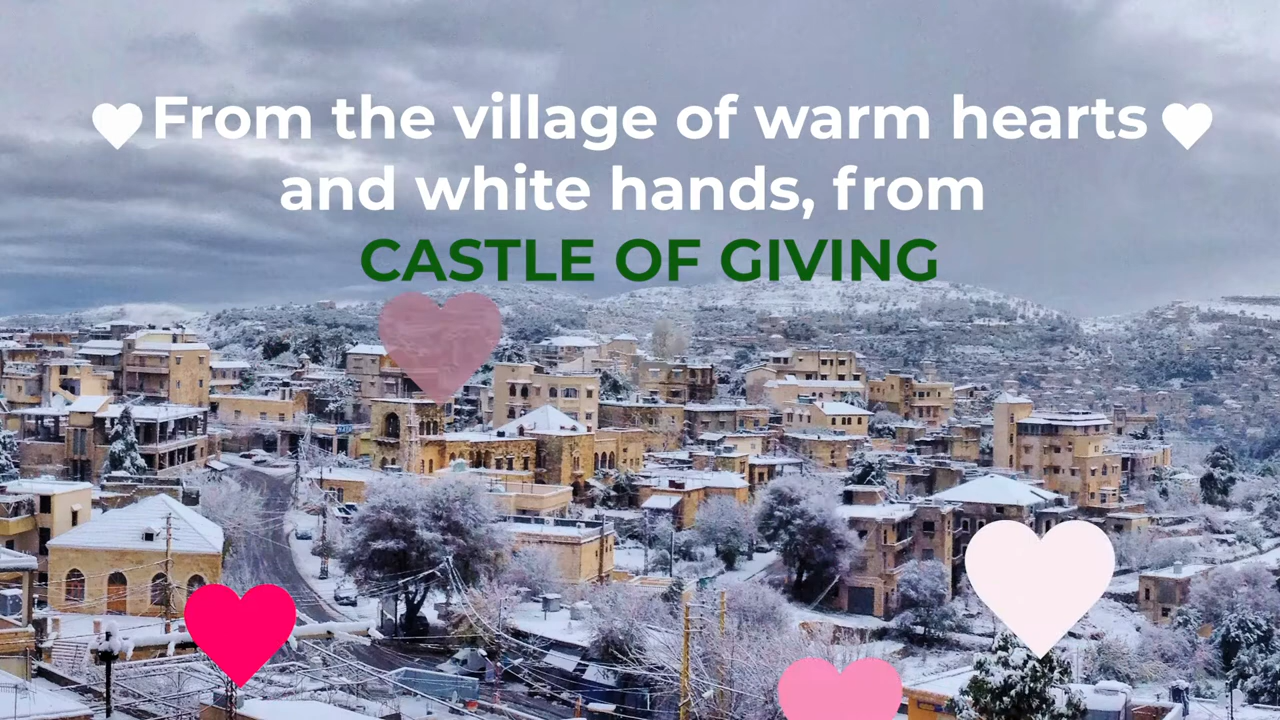 From the village of warm hearts
and white hands, from
CASTLE OF GIVING